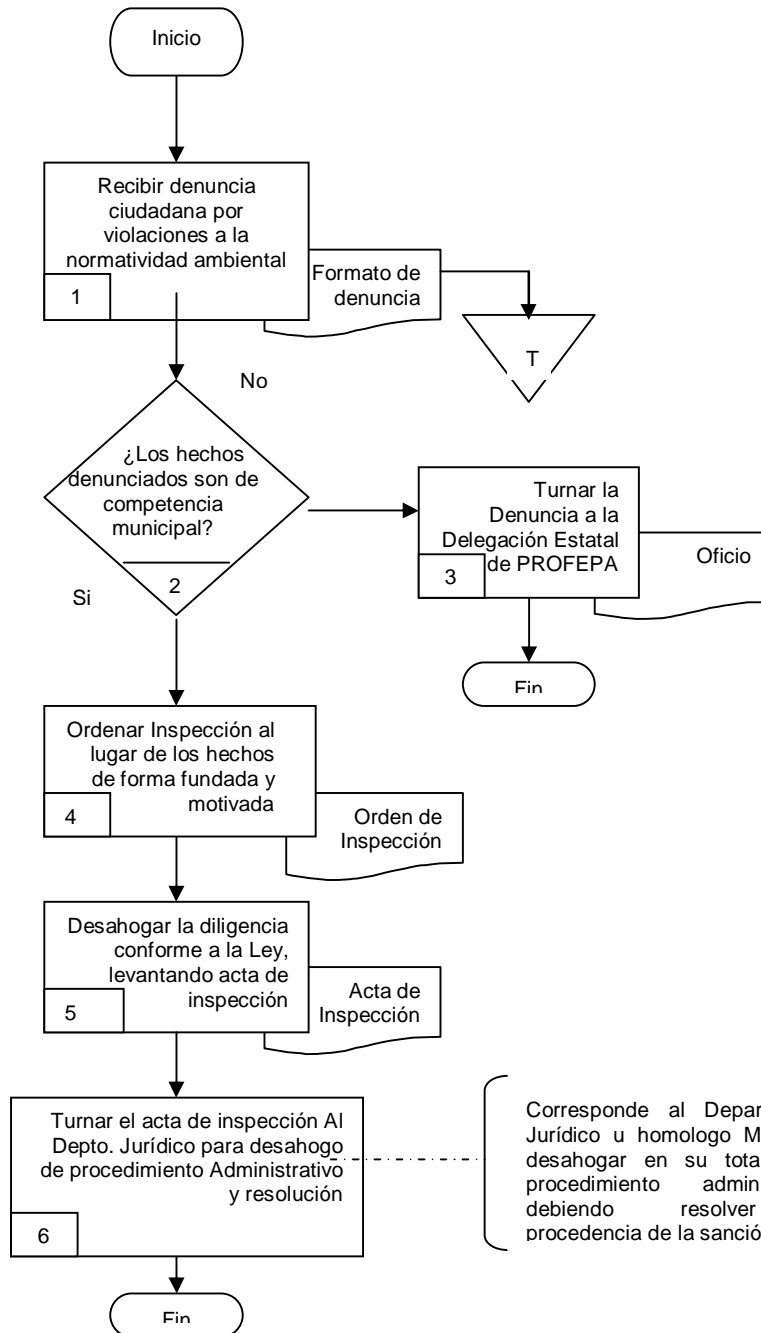 Inicio
Recibir denuncia
ciudadana por
violaciones a la
normatividad ambiental
1
Formato de
denuncia
T
No
¿Los hechos
denunciados son de
competencia
municipal?
2
Si
Turnar la
Denuncia a la
Delegación Estatal
de PROFEPA
3
Oficio
Fin
Ordenar Inspección al
lugar de los hechos
de forma fundada y
motivada
4
Orden de
Inspección
Desahogar la diligencia
conforme a la Ley,
levantando acta de
inspección
5
Acta de
Inspección
Turnar el acta de inspección Al
Depto. Jurídico para desahogo
de procedimiento Administrativo
y resolución
6
Corresponde al Depar
Jurídico u homologo M
desahogar en su tota
procedimiento admin
debiendo resolver
procedencia de la sanció
Fin